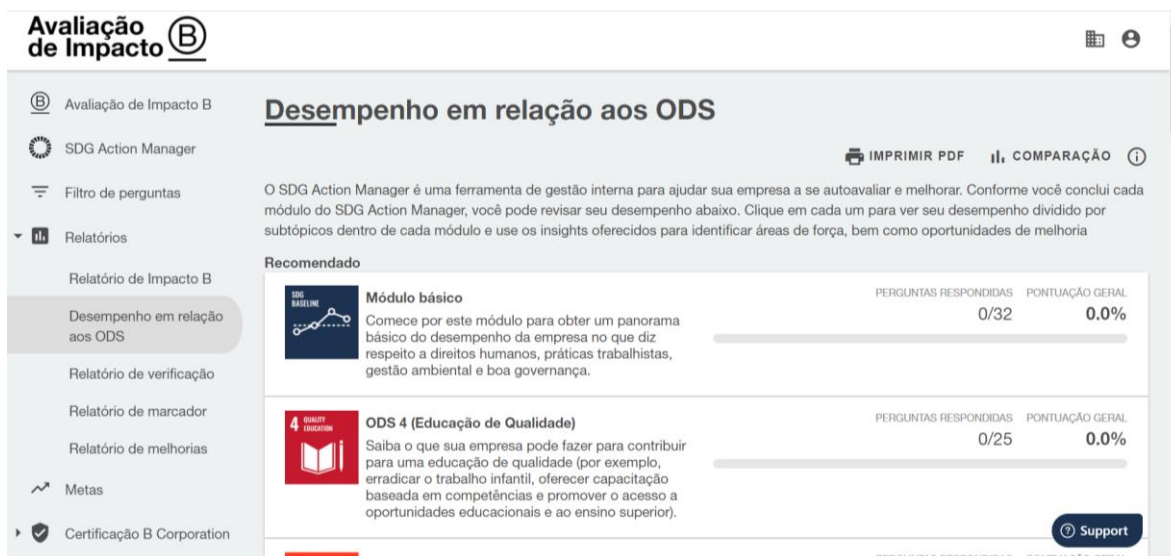 Avaliação
de Impacto B
Avaliação de Impacto B
SDG Action Manager
Filtro de perguntas
Relatórios
Relatório de Impacto B
Desempenho em relação
aos ODS
Relatório de verificação
Relatório de marcador
Relatório de melhorias
Metas
Certificação B Corporation
Desempenho em relação aos ODS
IMPRIMIR PDF COMPARAÇÃO
O SDG Action Manager é uma ferramenta de gestão interna para ajudar sua empresa a se autoavaliar e melhorar. Conforme você conclui cada
módulo do SDG Action Manager, você pode revisar seu desempenho abaixo. Clique em cada um para ver seu desempenho dividido por
subtópicos dentro de cada módulo e use os insights oferecidos para identificar áreas de força, bem como oportunidades de melhoria
Recomendado
SDG
BASELINE
Módulo básico
Comece por este módulo para obter um panorama
básico do desempenho da empresa no que diz
respeito a direitos humanos, práticas trabalhistas,
gestão ambiental e boa governança.
PERGUNTAS RESPONDIDAS PONTUAÇÃO GERAL
0/32 0.0%
4 QUALITY
EDUCATION
ODS 4 (Educação de Qualidade)
Saiba o que sua empresa pode fazer para contribuir
para uma educação de qualidade (por exemplo,
erradicar o trabalho infantil, oferecer capacitação
baseada em competências e promover o acesso a
oportunidades educacionais e ao ensino superior).
PERGUNTAS RESPONDIDAS PONTUAÇÃO GERAL
0/25 0.0%
Support